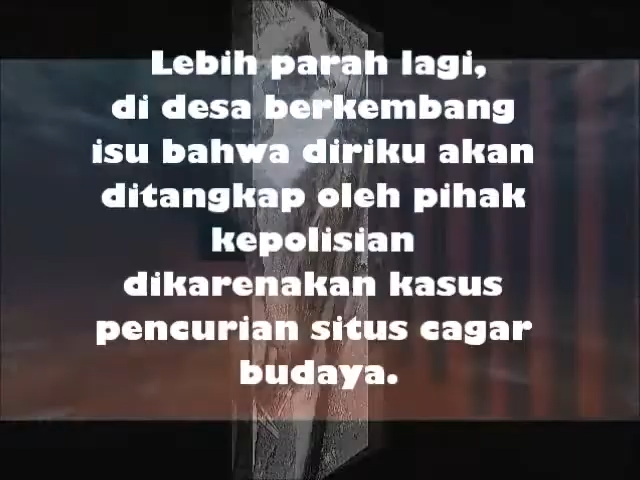 Lebih parah lagi,
di desa berkembang
isu bahwa diriku akan
ditangkap oleh pihak
kepolisian
dikarenakan kasus
pencurian situs cagar
budaya.